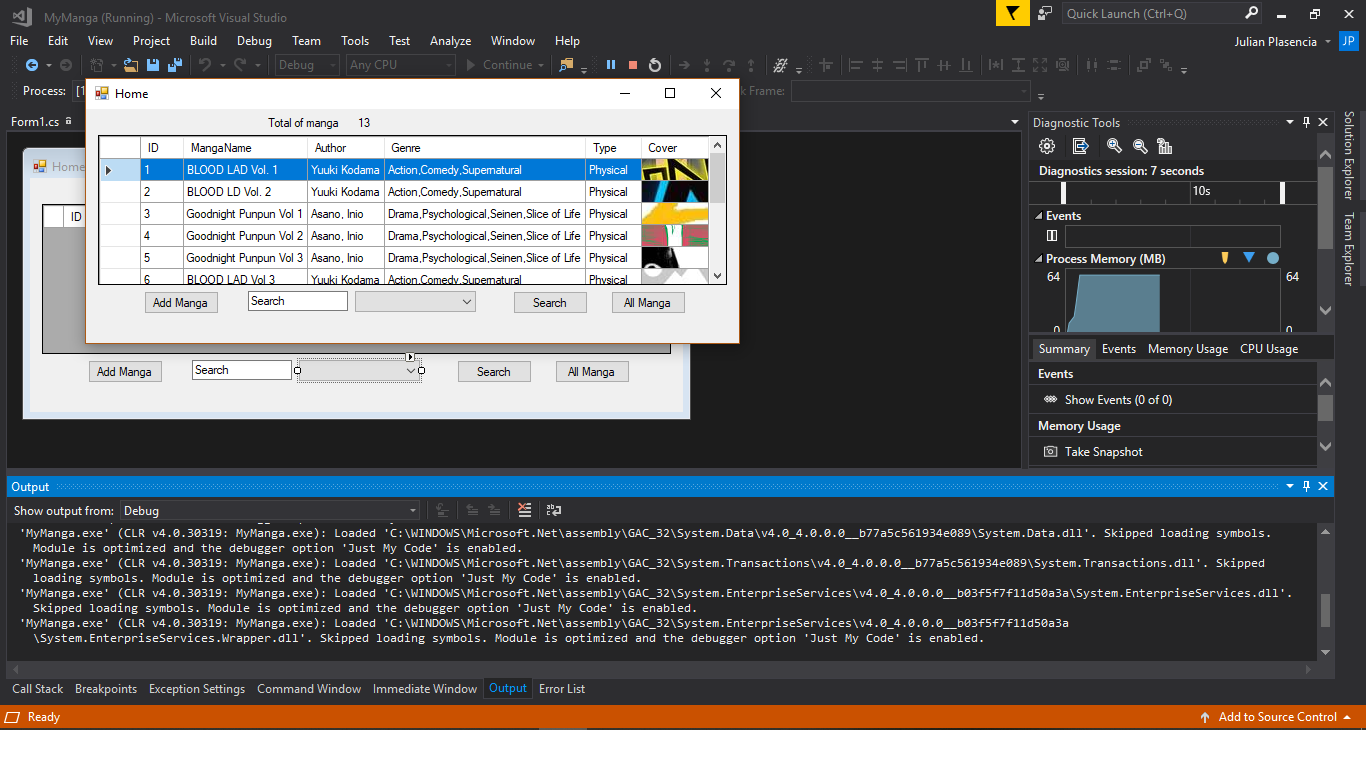 MyManga (Running) - Microsoft Visual Studio
Quick Launch (Ctrl+Q)
File Edit View Project Build Debug Team Tools Test Analyze Window Help
Julian Plasencia JP
Debug Any CPU Continue
Process: [1 k Frame:
Home
Total of manga 13
ID MangaName Author Genre Type Cover
1 BLOOD LAD Vol. 1 Yuuki Kodama Action,Comedy,Supernatural Physical
2 BLOOD LD Vol. 2 Yuuki Kodama Action,Comedy,Supernatural Physical
3 Goodnight Punpun Vol 1 Asano, Inio Drama,Psychological,Seinen,Slice of Life Physical
4 Goodnight Punpun Vol 2 Asano, Inio Drama,Psychological,Seinen,Slice of Life Physical
5 Goodnight Punpun Vol 3 Asano, Inio Drama,Psychological,Seinen,Slice of Life Physical
6 BLOOD LAD Vol 3 Yuuki Kodama Action,Comedy,Supernatural Physical
Add Manga Search Search All Manga
Form1.cs
Home
ID
Add Manga Search Search All Manga
Diagnostic Tools
Diagnostics session: 7 seconds
10s
Events
Process Memory (MB)
64 64
0 0
Summary Events Memory Usage CPU Usage
Events
Show Events (0 of 0)
Memory Usage
Take Snapshot
Solution Explorer
Team Explorer
Output
Show output from: Debug
'MyManga.exe' (CLR v4.0.30319: MyManga.exe): Loaded 'C:\WINDOWS\Microsoft.Net\assembly\GAC_32\System.Data\v4.0_4.0.0.0__b77a5c561934e089\System.Data.dll'. Skipped loading symbols.
Module is optimized and the debugger option 'Just My Code' is enabled.
'MyManga.exe' (CLR v4.0.30319: MyManga.exe): Loaded 'C:\WINDOWS\Microsoft.Net\assembly\GAC_32\System.Transactions\v4.0_4.0.0.0__b77a5c561934e089\System.Transactions.dll'. Skipped
loading symbols. Module is optimized and the debugger option 'Just My Code' is enabled.
'MyManga.exe' (CLR v4.0.30319: MyManga.exe): Loaded 'C:\WINDOWS\Microsoft.Net\assembly\GAC_32\System.EnterpriseServices\v4.0_4.0.0.0__b03f5f7f11d50a3a\System.EnterpriseServices.dll'.
Skipped loading symbols. Module is optimized and the debugger option 'Just My Code' is enabled.
'MyManga.exe' (CLR v4.0.30319: MyManga.exe): Loaded 'C:\WINDOWS\Microsoft.Net\assembly\GAC_32\System.EnterpriseServices\v4.0_4.0.0.0__b03f5f7f11d50a3a
\System.EnterpriseServices.Wrapper.dll'. Skipped loading symbols. Module is optimized and the debugger option 'Just My Code' is enabled.
Call Stack Breakpoints Exception Settings Command Window Immediate Window Output Error List
Ready Add to Source Control